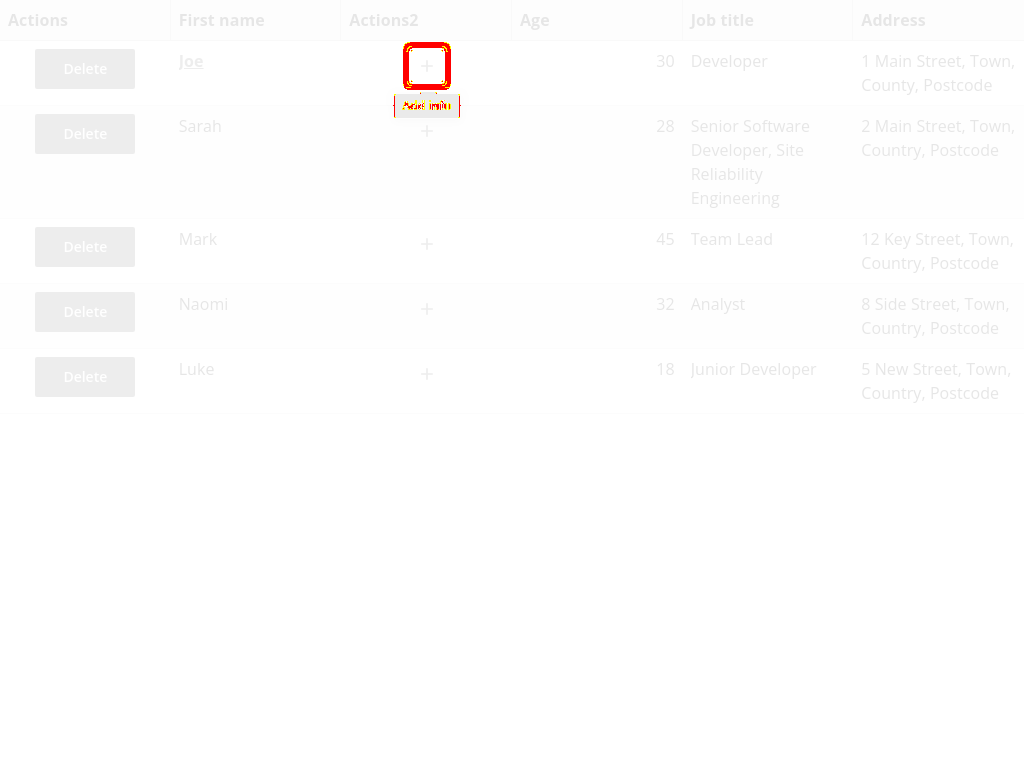 Actions First name Actions2 Age Job title Address
Delete Joe + 30 Developer 1 Main Street, Town,
County, Postcode
Delete Sarah + 28 Senior Software 2 Main Street, Town,
Developer, Site Country, Postcode
Reliability
Engineering
Delete Mark + 45 Team Lead 12 Key Street, Town,
Country, Postcode
Delete Naomi + 32 Analyst 8 Side Street, Town,
Country, Postcode
Delete Luke + 18 Junior Developer 5 New Street, Town,
Country, Postcode